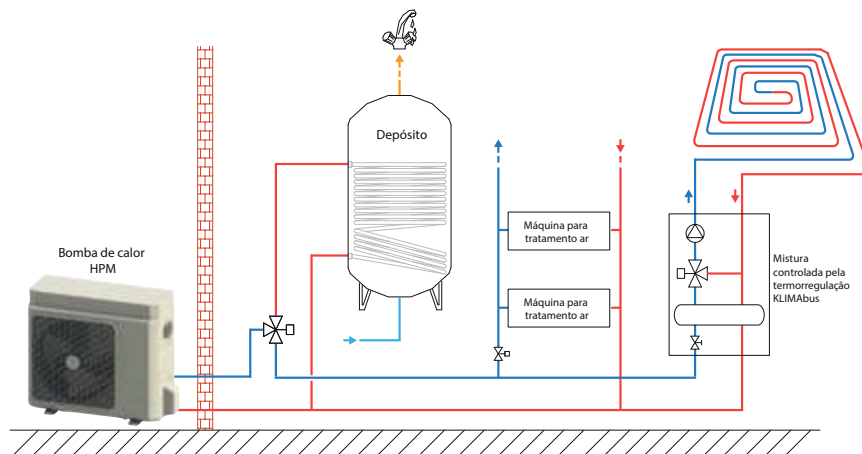 Depósito
Bomba de calor
HPM
Máquina para
tratamento ar
Máquina para
tratamento ar
Mistura
controlada pela
termorregulação
KLIMAbus